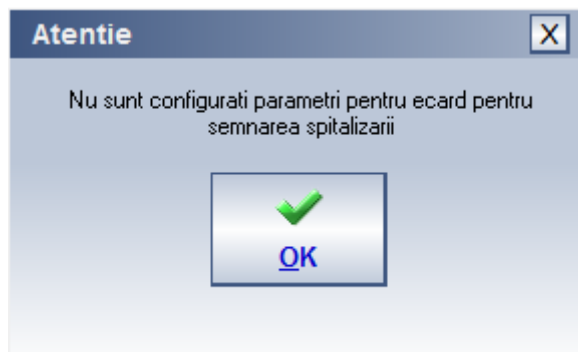 Atentie
X
Nu sunt configurati parametri pentru ecard pentru
semnarea spitalizarii
OK